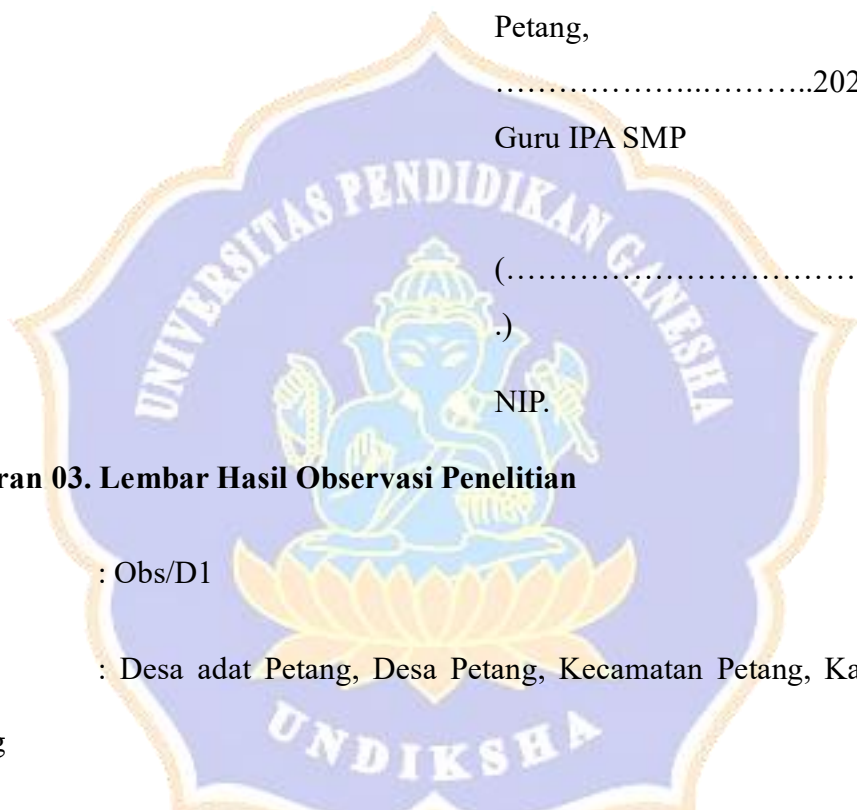 Petang,
………………..………..202
Guru IPA SMP
UNIVERSITAS PENDIDIKAN GANESHA
(……………………………
.)
NIP.
ran 03. Lembar Hasil Observasi Penelitian
: Obs/D1
: Desa adat Petang, Desa Petang, Kecamatan Petang, Ka
g
UNDIKSHA